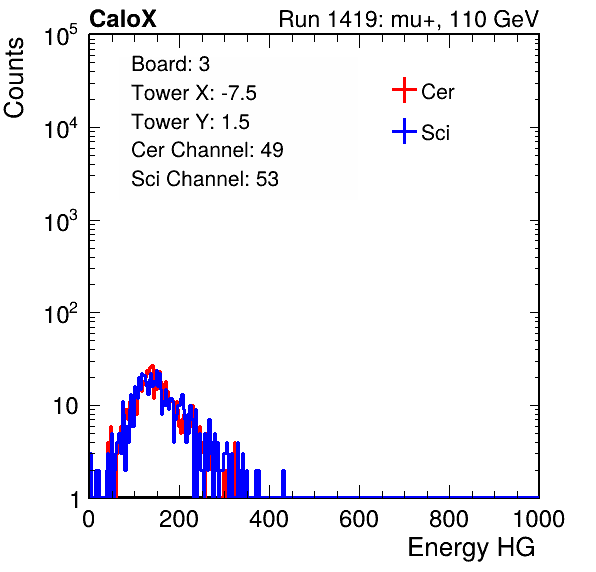 CaloX Run 1419: mu+, 110 GeV
Counts
Board: 3
Tower X: -7.5
Tower Y: 1.5
Cer Channel: 49
Sci Channel: 53
Cer
Sci
10^5
10^4
10^3
10^2
10
1
0 200 400 600 800 1000
Energy HG